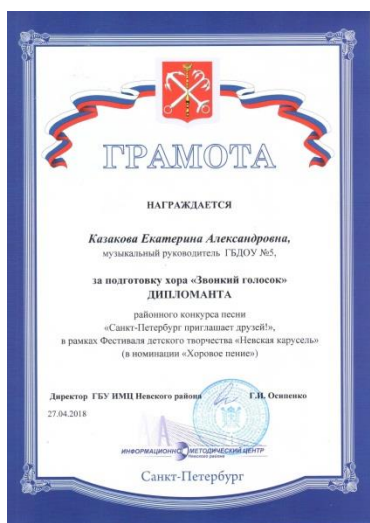 ГРАМОТА
НАГРАЖДАЕТСЯ
Казакова Екатерина Александровна,
музыкальный руководитель ГБДОУ №5,
за подготовку хора «Звонкий голосок»
ДИПЛОМАНТА
районного конкурса песни
«Санкт-Петербург приглашает друзей!»,
в рамках Фестиваля детского творчества «Невская карусель»
(в номинации «Хоровое пение»)
Директор ГБУ ИМЦ Невского района Г.И. Осипенко
27.04.2018
ИНФОРМАЦИОННО МЕТОДИЧЕСКИЙ ЦЕНТР
Невского района
Санкт-Петербург